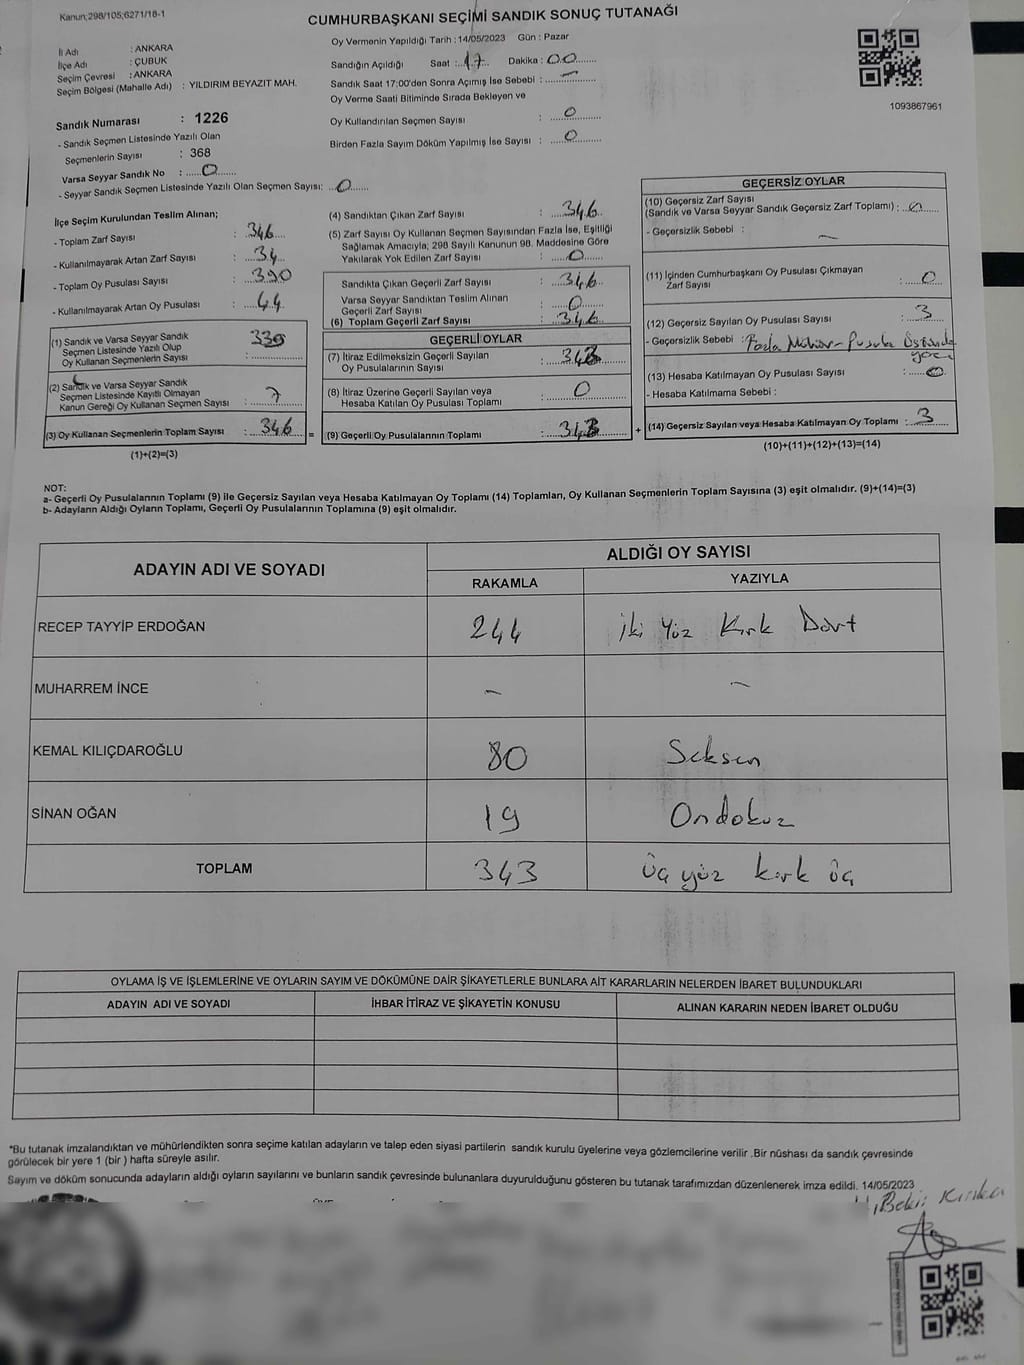 Kanun;298/105;6271/18-1
CUMHURBAŞKANI SEÇİMİ SANDIK SONUÇ TUTANAĞI
İl Adı : ANKARA
İlçe Adı : ÇUBUK
Seçim Çevresi : ANKARA
Seçim Bölgesi (Mahalle Adı) : YILDIRIM BEYAZIT MAH.
Sandık Numarası : 1226
- Sandık Seçmen Listesinde Yazılı Olan
Seçmenlerin Sayısı : 368
Varsa Seyyar Sandık No : 0
- Seyyar Sandık Seçmen Listesinde Yazılı Olan Seçmen Sayısı: 0
Oy Vermenin Yapıldığı Tarih : 14/05/2023 Gün : Pazar
Sandığın Açıldığı Saat : 17 Dakika : 00
Sandık Saat 17:00'den Sonra Açımış İse Sebebi : —
Oy Verme Saati Bitiminde Sırada Bekleyen ve
Oy Kullandırılan Seçmen Sayısı : 0
Birden Fazla Sayım Döküm Yapılmış İse Sayısı : 0
1093867961
İlçe Seçim Kurulundan Teslim Alınan;
- Toplam Zarf Sayısı : 346
- Kullanılmayarak Artan Zarf Sayısı : 34
- Toplam Oy Pusulası Sayısı : 390
- Kullanılmayarak Artan Oy Pusulası : 44
(1) Sandık ve Varsa Seyyar Sandık
Seçmen Listesinde Yazılı Olup
Oy Kullanan Seçmenlerin Sayısı : 339
(2) Sandık ve Varsa Seyyar Sandık
Seçmen Listesinde Kayıtlı Olmayan
Kanun Gereği Oy Kullanan Seçmen Sayısı : 7
(3) Oy Kullanan Seçmenlerin Toplam Sayısı : 346 =
(1)+(2)=(3)
(4) Sandıktan Çıkan Zarf Sayısı : 346
(5) Zarf Sayısı Oy Kullanan Seçmen Sayısından Fazla İse, Eşitliği
Sağlamak Amacıyla; 298 Sayılı Kanunun 98. Maddesine Göre
Yakılarak Yok Edilen Zarf Sayısı : 0
Sandıkta Çıkan Geçerli Zarf Sayısı : 346
Varsa Seyyar Sandıktan Teslim Alınan
Geçerli Zarf Sayısı : 0
(6) Toplam Geçerli Zarf Sayısı : 346
GEÇERLİ OYLAR
(7) İtiraz Edilmeksizin Geçerli Sayılan
Oy Pusulalarının Sayısı : 343
(8) İtiraz Üzerine Geçerli Sayılan veya
Hesaba Katılan Oy Pusulası Toplamı : 0
(9) Geçerli Oy Pusulalarının Toplamı : 343 +
GEÇERSİZ OYLAR
(10) Geçersiz Zarf Sayısı
(Sandık ve Varsa Seyyar Sandık Geçersiz Zarf Toplamı) : 0
- Geçersizlik Sebebi : —
(11) İçinden Cumhurbaşkanı Oy Pusulası Çıkmayan
Zarf Sayısı : 0
(12) Geçersiz Sayılan Oy Pusulası Sayısı : 3
- Geçersizlik Sebebi : Fazla Mühür - Pusula Üstünde
(13) Hesaba Katılmayan Oy Pusulası Sayısı : 0
- Hesaba Katılmama Sebebi :
(14) Geçersiz Sayılan veya Hesaba Katılmayan Oy Toplamı : 3
(10)+(11)+(12)+(13)=(14)
NOT:
a- Geçerli Oy Pusulalarının Toplamı (9) ile Geçersiz Sayılan veya Hesaba Katılmayan Oy Toplamı (14) Toplamları, Oy Kullanan Seçmenlerin Toplam Sayısına (3) eşit olmalıdır. (9)+(14)=(3)
b- Adayların Aldığı Oyların Toplamı, Geçerli Oy Pusulalarının Toplamına (9) eşit olmalıdır.
ADAYIN ADI VE SOYADI ALDIĞI OY SAYISI
RAKAMLA YAZIYLA
RECEP TAYYİP ERDOĞAN 244 İki Yüz Kırk Dört
MUHARREM İNCE — —
KEMAL KILIÇDAROĞLU 80 Seksen
SİNAN OĞAN 19 Ondokuz
TOPLAM 343 üç yüz kırk üç
OYLAMA İŞ VE İŞLEMLERİNE VE OYLARIN SAYIM VE DÖKÜMÜNE DAİR ŞİKAYETLERLE BUNLARA AİT KARARLARIN NELERDEN İBARET BULUNDUKLARI
ADAYIN ADI VE SOYADI İHBAR İTİRAZ VE ŞİKAYETİN KONUSU ALINAN KARARIN NEDEN İBARET OLDUĞU
*Bu tutanak imzalandıktan ve mühürlendikten sonra seçime katılan adayların ve talep eden siyasi partilerin sandık kurulu üyelerine veya gözlemcilerine verilir .Bir nüshası da sandık çevresinde
görülecek bir yere 1 (bir ) hafta süreyle asılır.
Sayım ve döküm sonucunda adayların aldığı oyların sayılarını ve bunların sandık çevresinde bulunanlara duyurulduğunu gösteren bu tutanak tarafımızdan düzenlenerek imza edildi. 14/05/2023